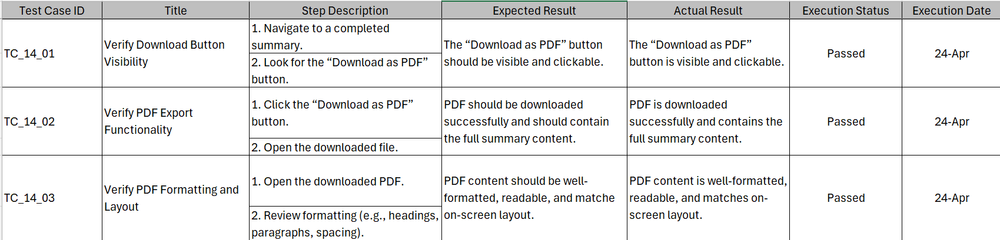 Test Case ID Title Step Description Expected Result Actual Result Execution Status Execution Date
TC_14_01
Verify Download Button
Visibility
1. Navigate to a completed
summary.
2. Look for the “Download as PDF”
button.
The “Download as PDF” button
should be visible and clickable.
The “Download as PDF”
button is visible and clickable.
Passed
24-Apr
TC_14_02
Verify PDF Export
Functionality
1. Click the “Download as PDF”
button.
2. Open the downloaded file.
PDF should be downloaded
successfully and should contain
the full summary content.
PDF is downloaded
successfully and contains the
full summary content.
Passed
24-Apr
TC_14_03
Verify PDF Formatting and
Layout
1. Open the downloaded PDF.
2. Review formatting (e.g., headings,
paragraphs, spacing).
PDF content should be well-
formatted, readable, and matche
on-screen layout.
PDF content is well-formatted,
readable, and matches on-
screen layout.
Passed
24-Apr